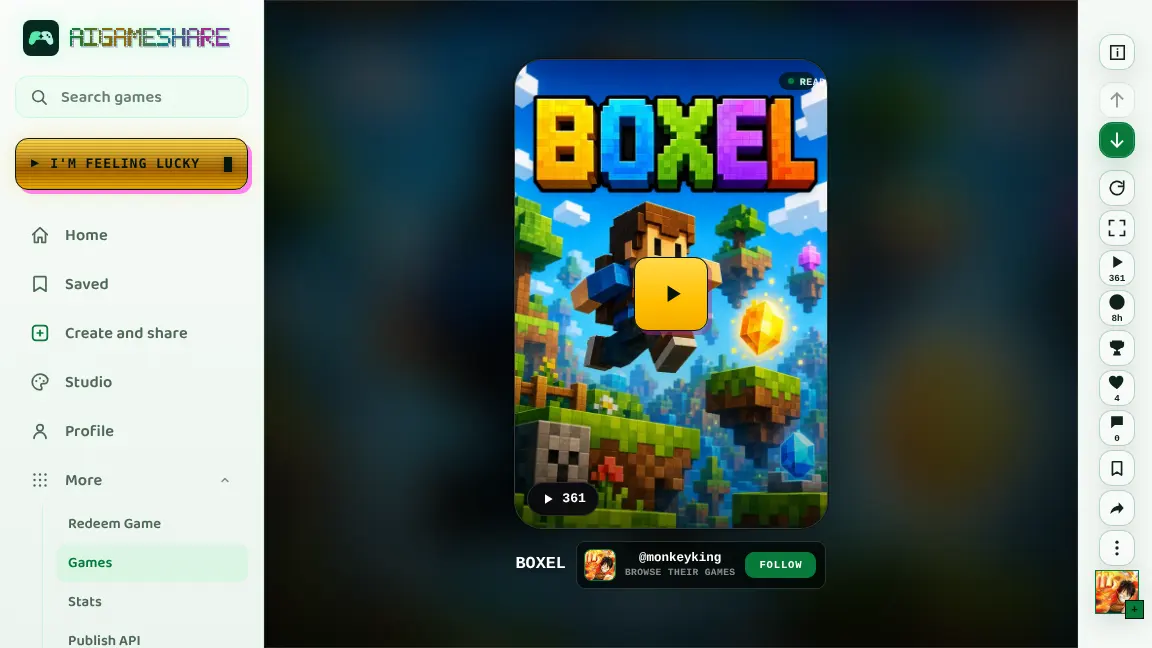 AIGAMESHARE
Search games
I'M FEELING LUCKY
Home
Saved
Create and share
Studio
Profile
More
Redeem Game
Games
Stats
Publish API
BOXEL
361
BOXEL
@monkeyking
BROWSE THEIR GAMES
FOLLOW
361
8h
4
0